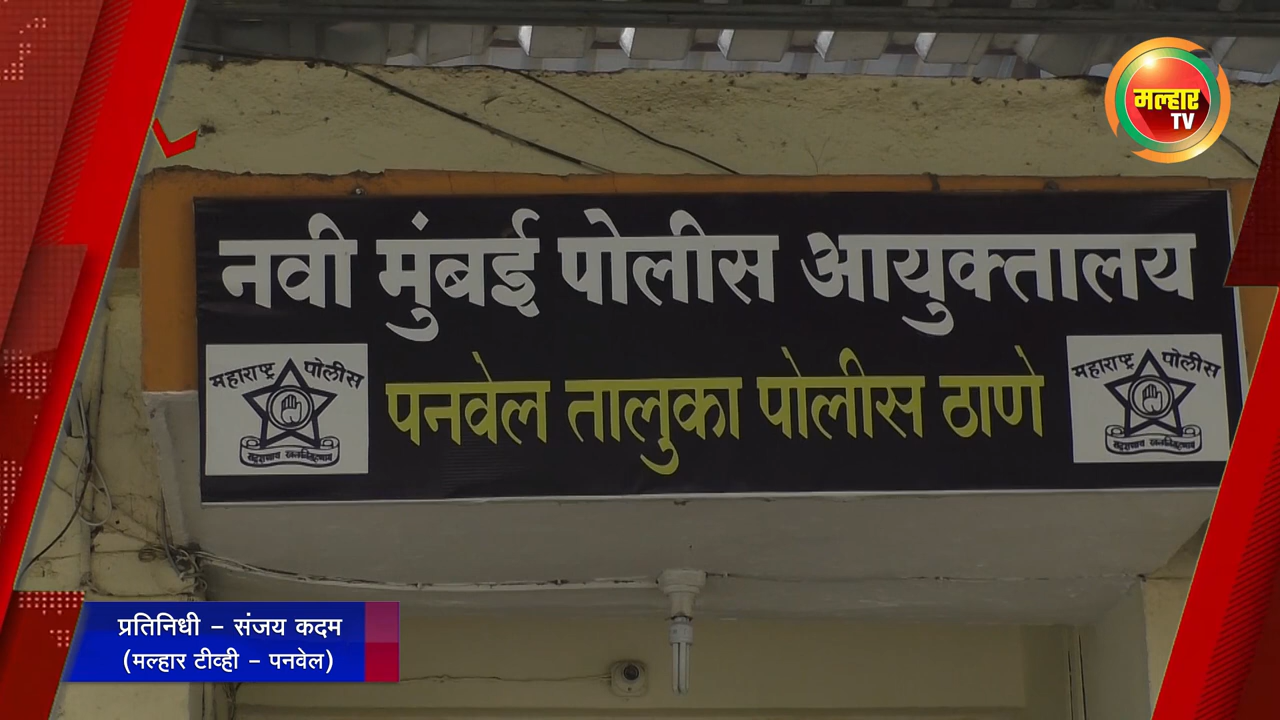 मल्हार
TV
नवी मुंबई पोलीस आयुक्तालय
महाराष्ट्र पोलीस
पनवेल तालुका पोलीस ठाणे
महाराष्ट्र पोलीस
प्रतिनिधी - संजय कदम
(मल्हार टीव्ही - पनवेल)